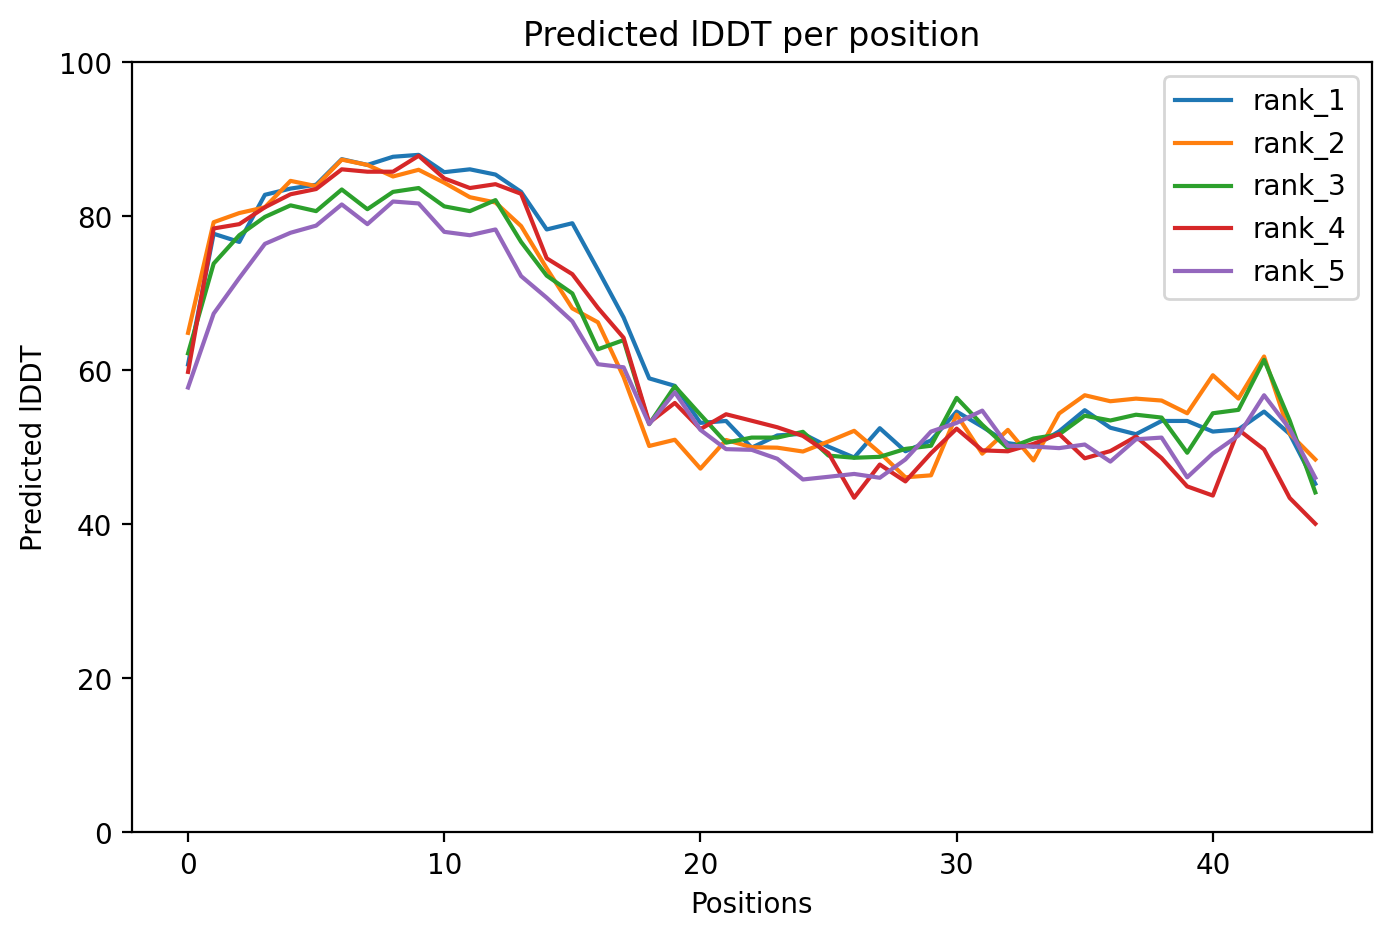 Predicted lDDT per position
100
80
60
40
20
0
Predicted lDDT
rank_1
rank_2
rank_3
rank_4
rank_5
0 10 20 30 40
Positions